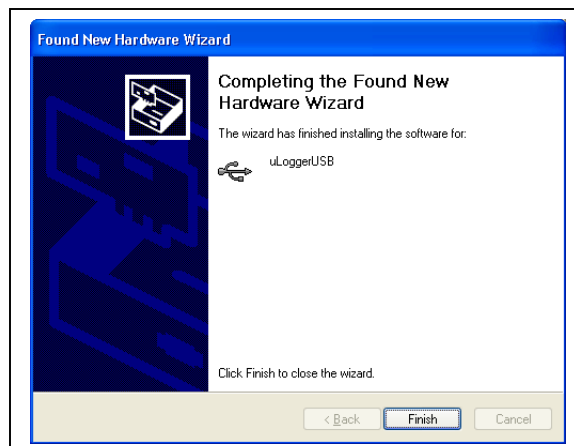 Found New Hardware Wizard
Completing the Found New
Hardware Wizard
The wizard has finished installing the software for:
uLoggerUSB
Click Finish to close the wizard.
< Back
Finish
Cancel